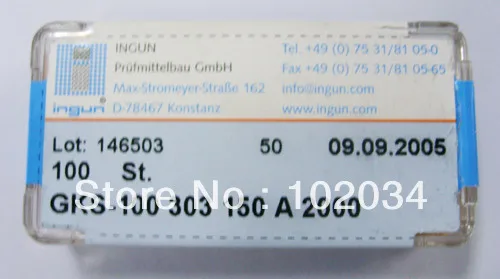 INGUN
Prüfmittelbau GmbH
Max-Stromeyer-Straße 162
D-78467 Konstanz
ingun
Tel. +49 (0) 75 31/81 05-0
Fax +49 (0) 75 31/81 05-65
info@ingun.com
www.ingun.com
Lot: 146503 50 09.09.2005
100 St.
Store No.: 102034
GKS-100 303 150 A 2000